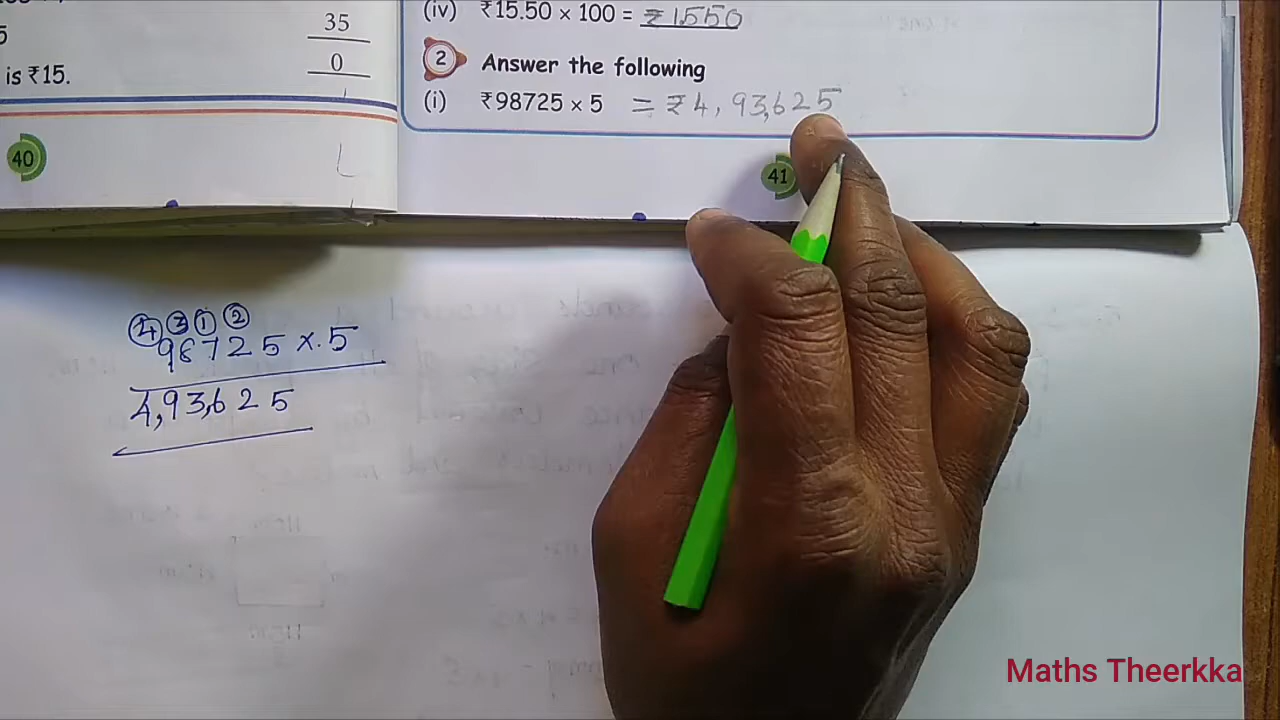 35
0
is ₹15.
40
(iv) ₹15.50 × 100 = ₹1550
2 Answer the following
(i) ₹98725 × 5 = ₹4,93,625
41
4 3 1 2
98725 × 5
4,93,625
Maths Theerkka